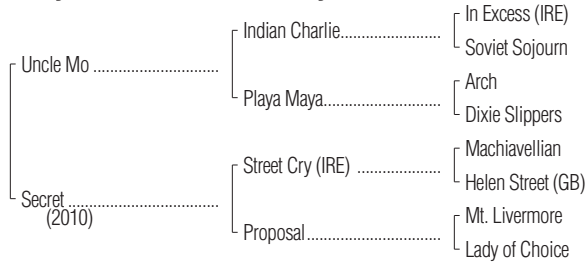 In Excess (IRE)
Indian Charlie....................
Soviet Sojourn
Uncle Mo ..........................
Arch
Playa Maya........................
Dixie Slippers
Machiavellian
Street Cry (IRE) .................
Helen Street (GB)
Secret................................
(2010)
Mt. Livermore
Proposal............................
Lady of Choice